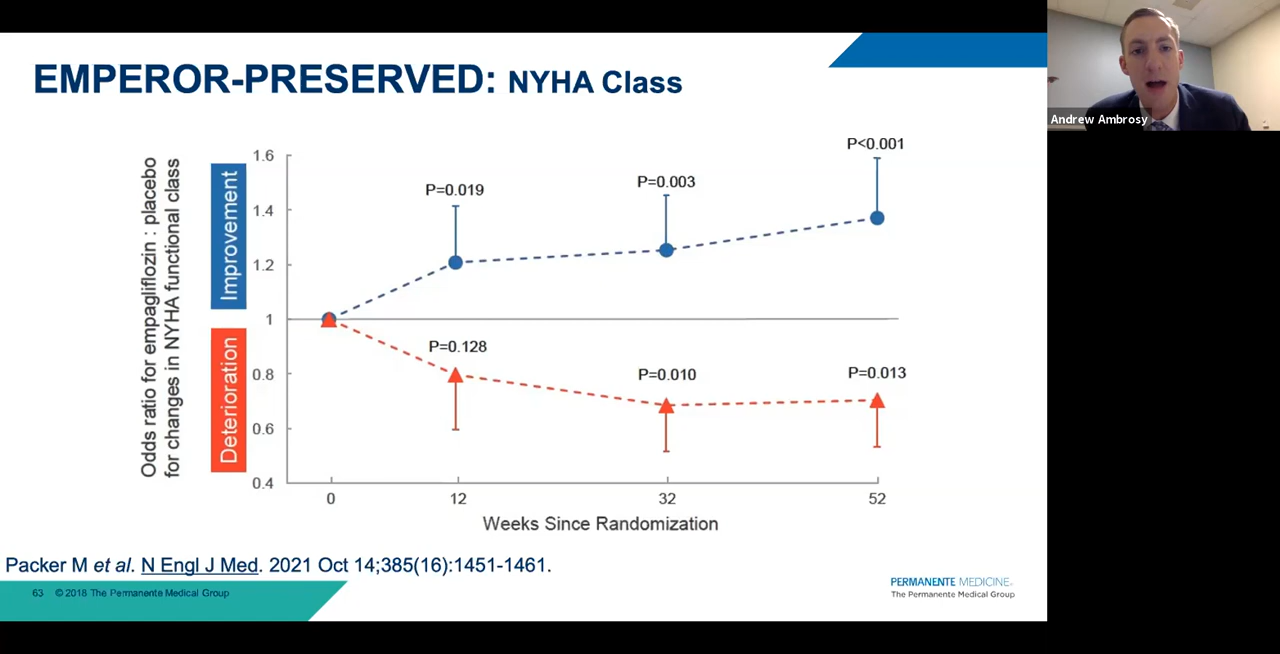 EMPEROR-PRESERVED: NYHA Class
Andrew Ambrosy
Odds ratio for empagliflozin : placebo
for changes in NYHA functional class
Improvement
Deterioration
1.6
1.4
1.2
1
0.8
0.6
0.4
P=0.019
P=0.003
P<0.001
P=0.128
P=0.010
P=0.013
0
12
32
52
Weeks Since Randomization
Packer M et al. N Engl J Med. 2021 Oct 14;385(16):1451-1461.
63 © 2018 The Permanente Medical Group
PERMANENTE MEDICINE
The Permanente Medical Group